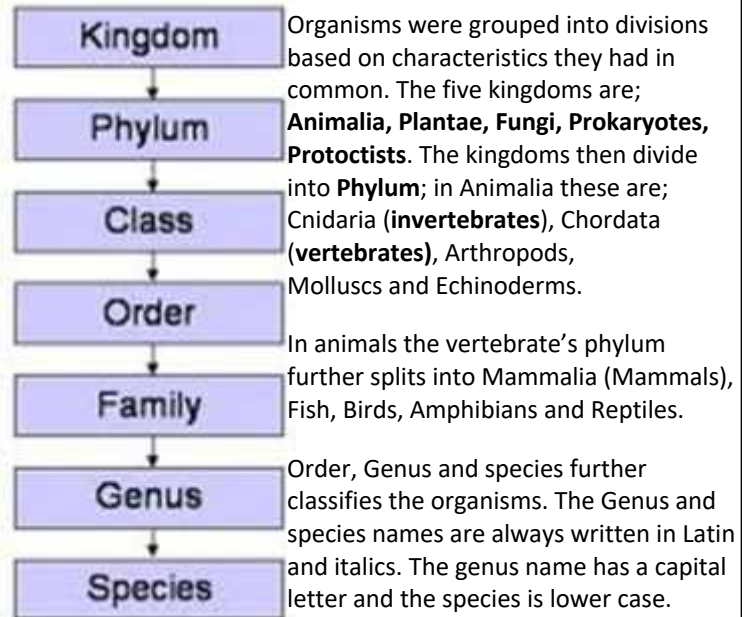 Kingdom
Phylum
Class
Order
Family
Genus
Species
Organisms were grouped into divisions
based on characteristics they had in
common. The five kingdoms are;
Animalia, Plantae, Fungi, Prokaryotes,
Protoctists. The kingdoms then divide
into Phylum; in Animalia these are;
Cnidaria (invertebrates), Chordata
(vertebrates), Arthropods,
Molluscs and Echinoderms.
In animals the vertebrate’s phylum
further splits into Mammalia (Mammals),
Fish, Birds, Amphibians and Reptiles.
Order, Genus and species further
classifies the organisms. The Genus and
species names are always written in Latin
and italics. The genus name has a capital
letter and the species is lower case.